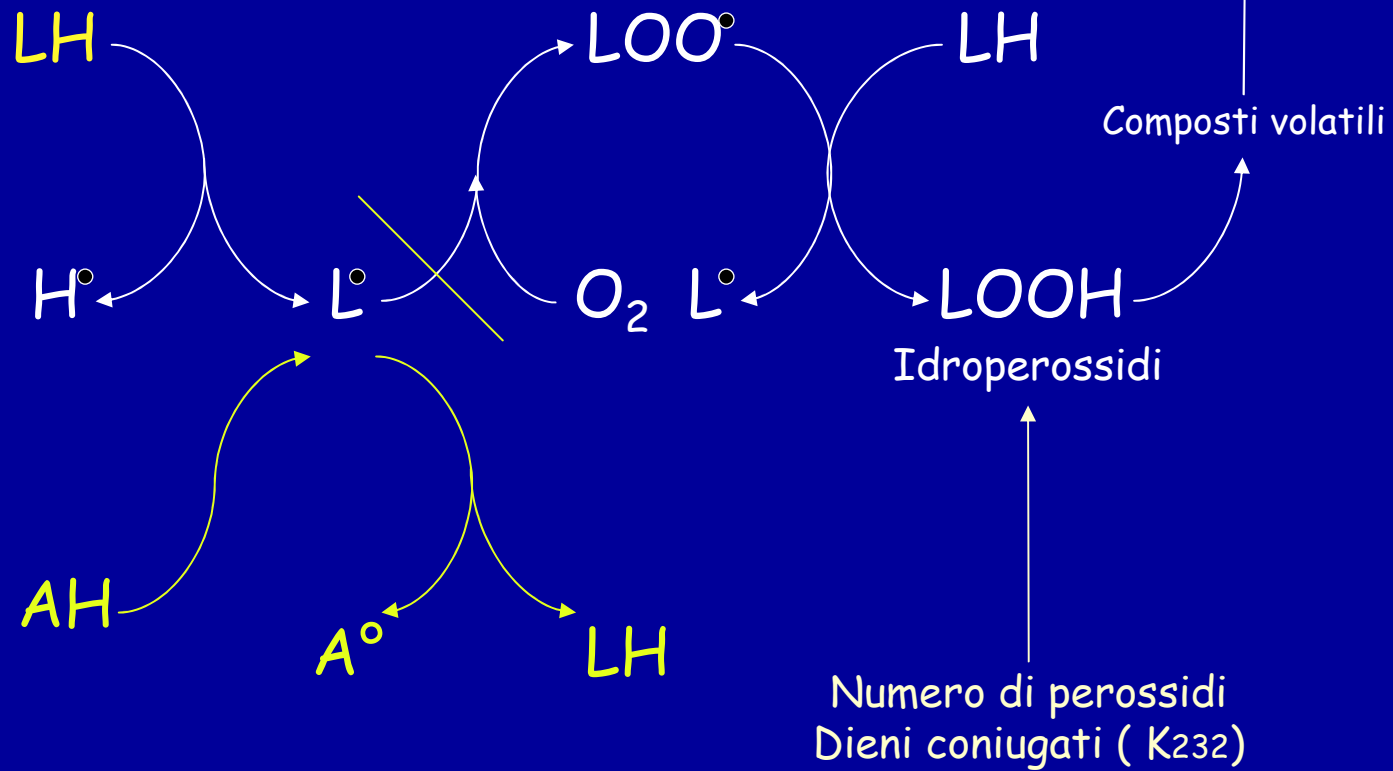 LH
LOO•
LH
Composti volatili
H•
L•
O₂
L•
LOOH
Idroperossidi
AH
A°
LH
Numero di perossidi
Dieni coniugati ( K232)